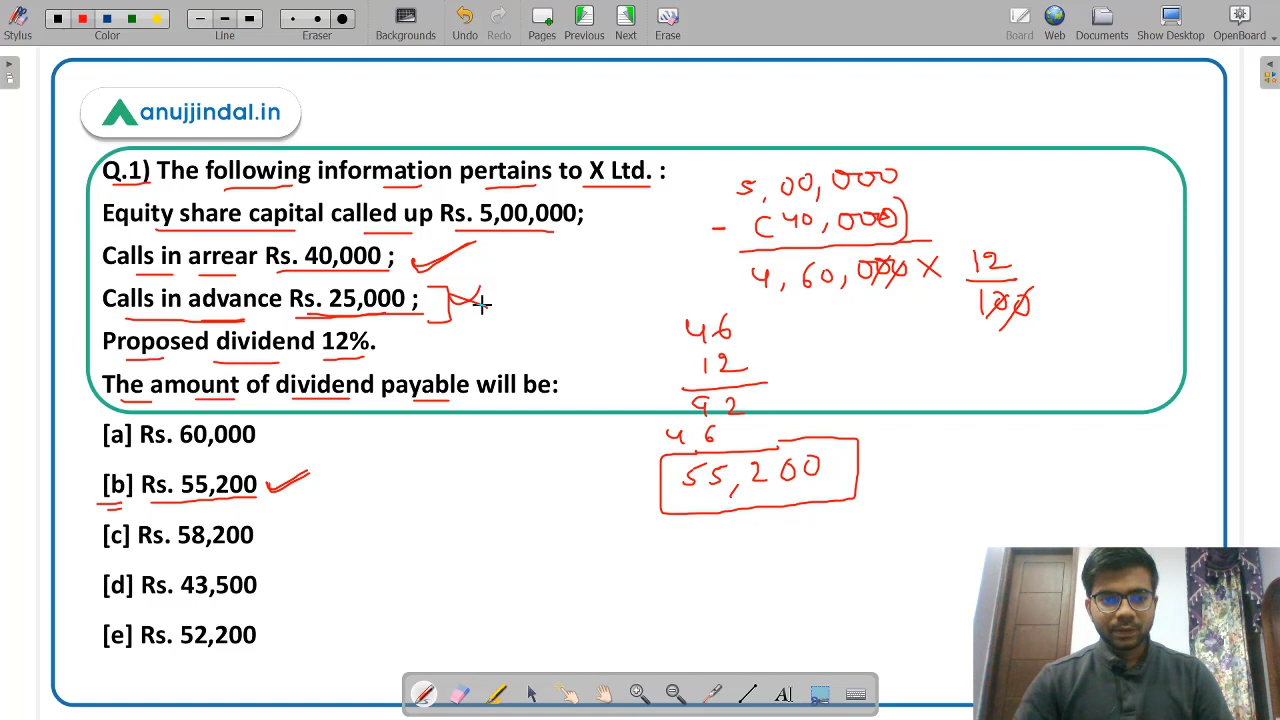 Stylus Color Line Eraser Backgrounds Undo Redo Pages Previous Next Erase Board Web Documents Show Desktop OpenBoard
anujjindal.in
Q.1) The following information pertains to X Ltd. :
Equity share capital called up Rs. 5,00,000;
Calls in arrear Rs. 40,000 ;
Calls in advance Rs. 25,000 ;
Proposed dividend 12%.
The amount of dividend payable will be:
[a] Rs. 60,000
[b] Rs. 55,200
[c] Rs. 58,200
[d] Rs. 43,500
[e] Rs. 52,200
5,00,000
- (40,000)
4,60,000 x 12
100
46
12
92
46
55,200